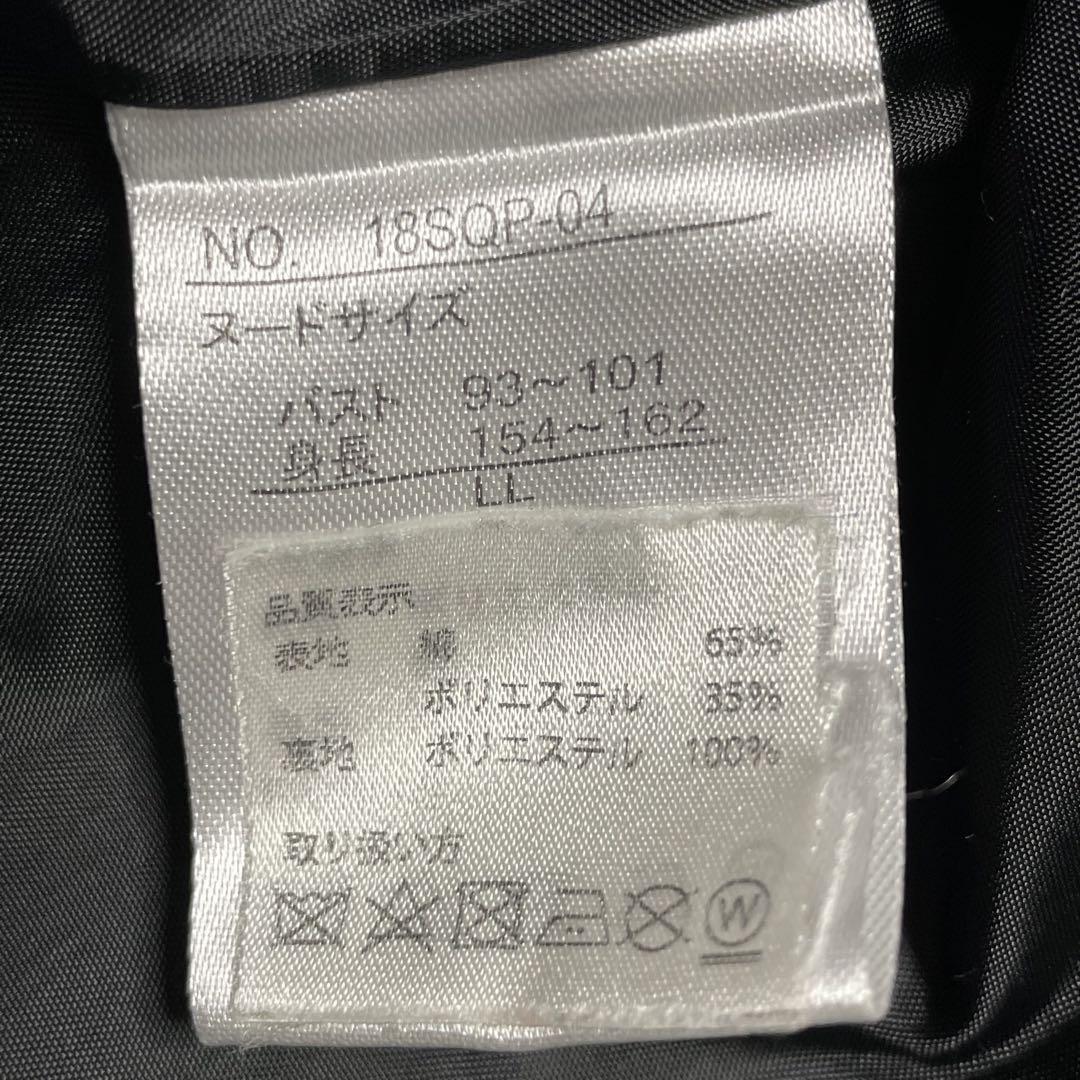 NO. 18SQP-04
ヌードサイズ
バスト 93～101
身長 154～162
LL
品質表示
表地 綿 65%
ポリエステル 35%
裏地 ポリエステル 100%
取り扱い方
W